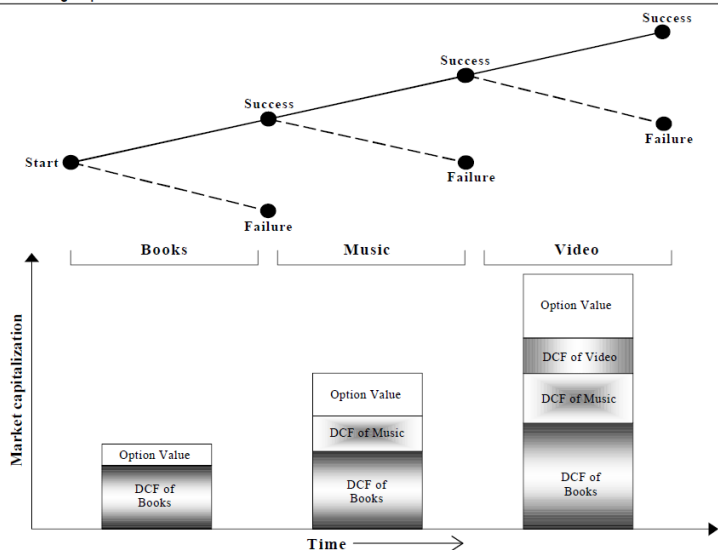 Success
Success
Success
Start
Failure
Failure
Failure
Books
Music
Video
Market capitalization
Option Value
DCF of
Books
Option Value
DCF of Music
DCF of
Books
Option Value
DCF of Video
DCF of Music
DCF of
Books
Time